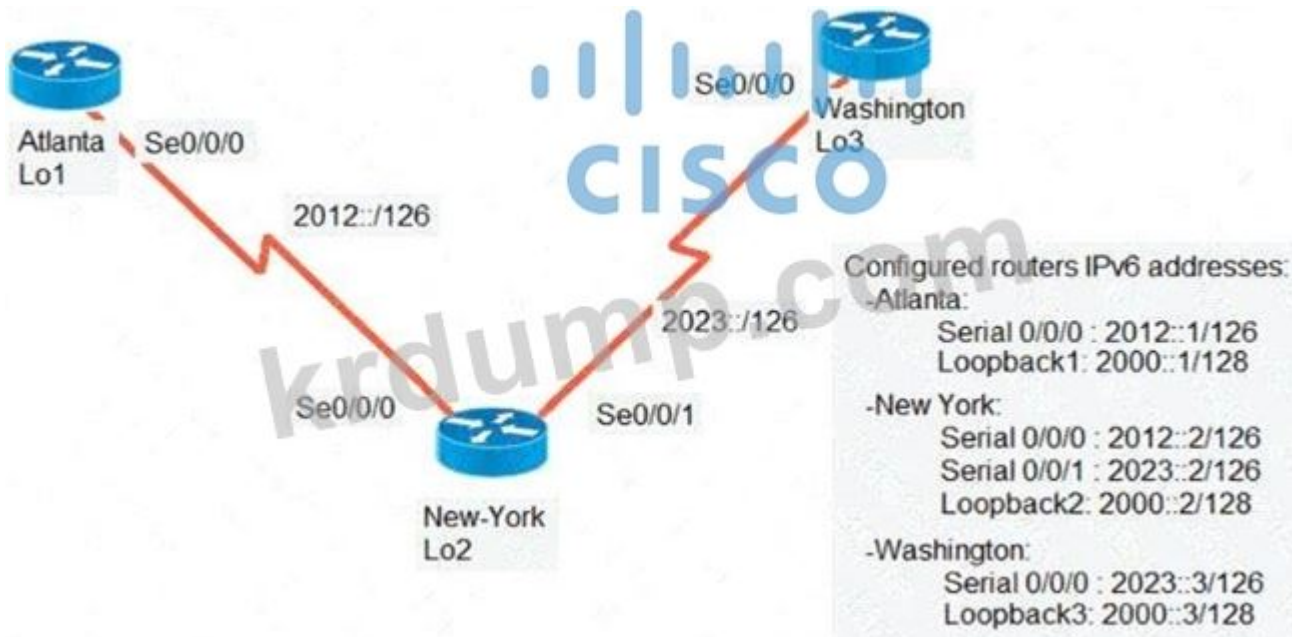 Se0/0/0
Washington
Lo3
CISCO
Atlanta
Lo1
Se0/0/0
2012::/126
2023::/126
krdump.com
Se0/0/0
Se0/0/1
New-York
Lo2
Configured routers IPv6 addresses:
-Atlanta:
Serial 0/0/0 : 2012::1/126
Loopback1: 2000::1/128
-New York:
Serial 0/0/0 : 2012::2/126
Serial 0/0/1 : 2023::2/126
Loopback2: 2000::2/128
-Washington:
Serial 0/0/0 : 2023::3/126
Loopback3: 2000::3/128